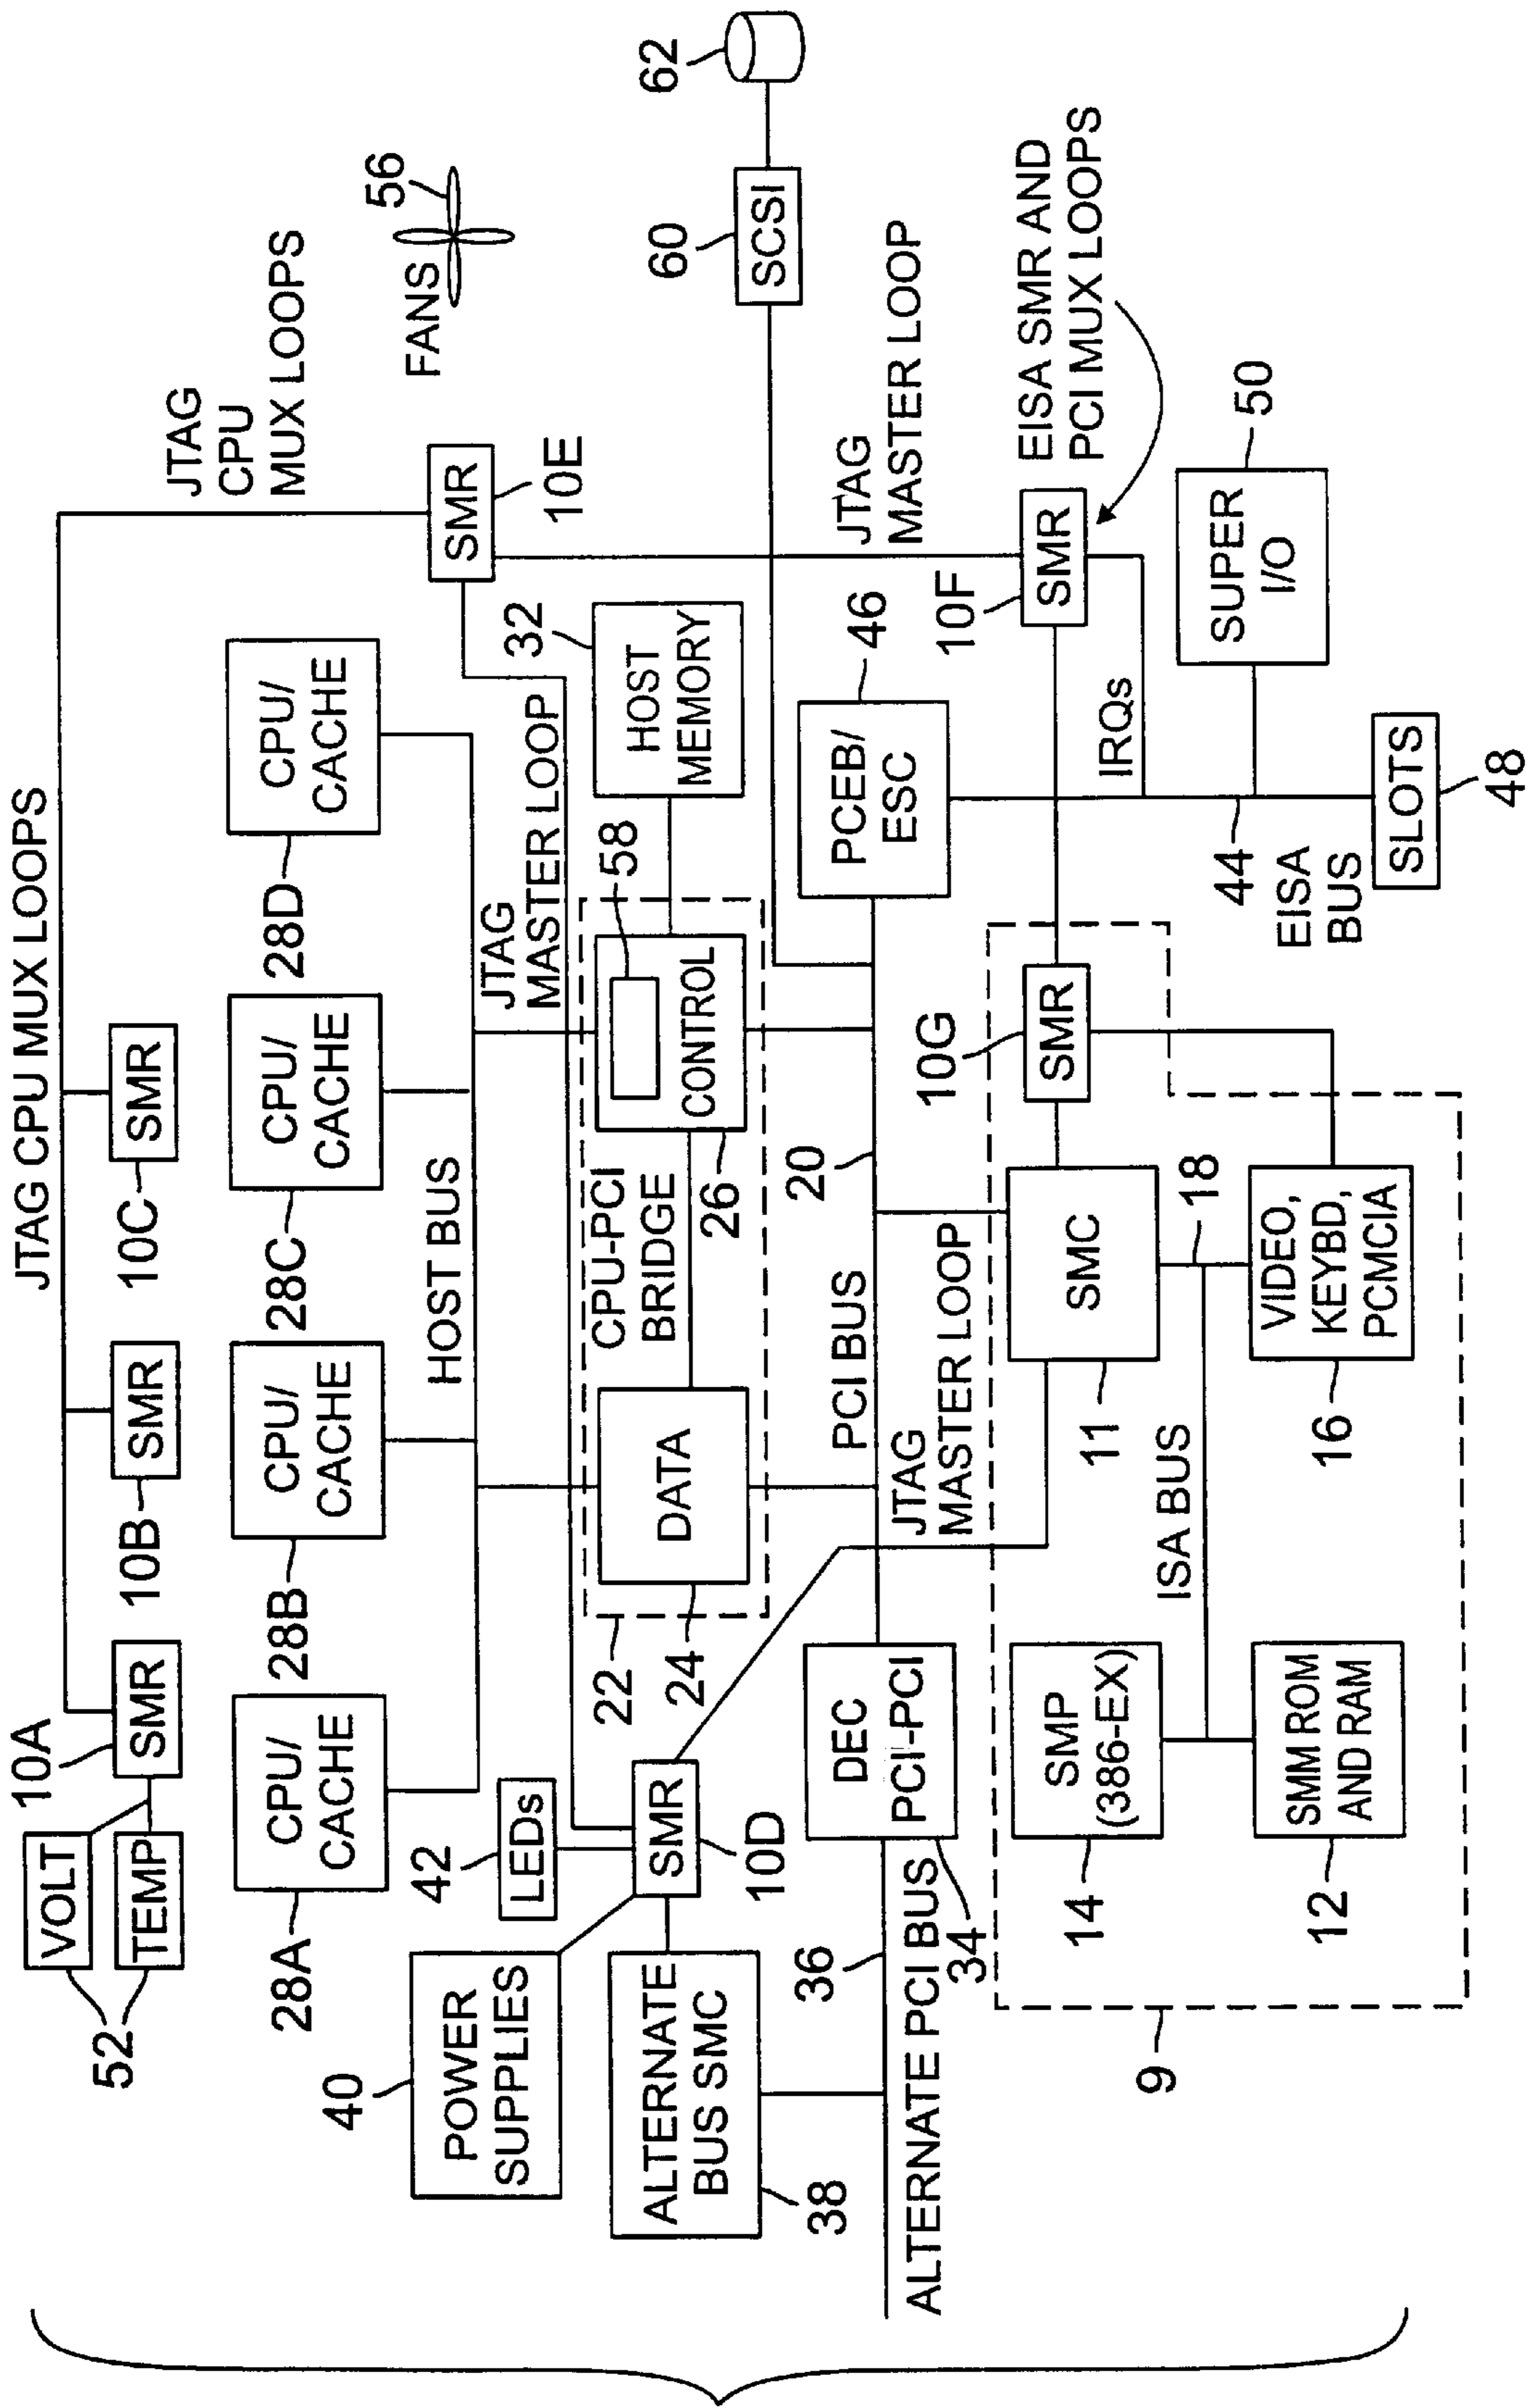 JTAG CPU MUX LOOPS
JTAG
CPU
MUX LOOPS
VOLT
TEMP
52
10A
SMR
10B
SMR
10C
SMR
28A
CPU/
CACHE
28B
CPU/
CACHE
28C
CPU/
CACHE
28D
CPU/
CACHE
FANS
56
SMR
10E
HOST BUS
JTAG
MASTER LOOP
40
POWER
SUPPLIES
42
LEDs
SMR
10D
ALTERNATE
BUS SMC
38
22
DATA
24
CPU-PCI
BRIDGE
26
CONTROL
58
32
HOST
MEMORY
60
SCSI
62
JTAG
MASTER LOOP
DEC
PCI-PCI
34
36
ALTERNATE PCI BUS
PCI BUS
20
PCEB/
ESC
46
JTAG
MASTER LOOP
10F
SMR
EISA SMR AND
PCI MUX LOOPS
10G
SMR
IRQs
SUPER
I/O
50
44
EISA
BUS
SLOTS
48
SMP
(386-EX)
14
SMC
11
ISA BUS
18
SMM ROM
AND RAM
12
VIDEO,
KEYBD,
PCMCIA
16
9